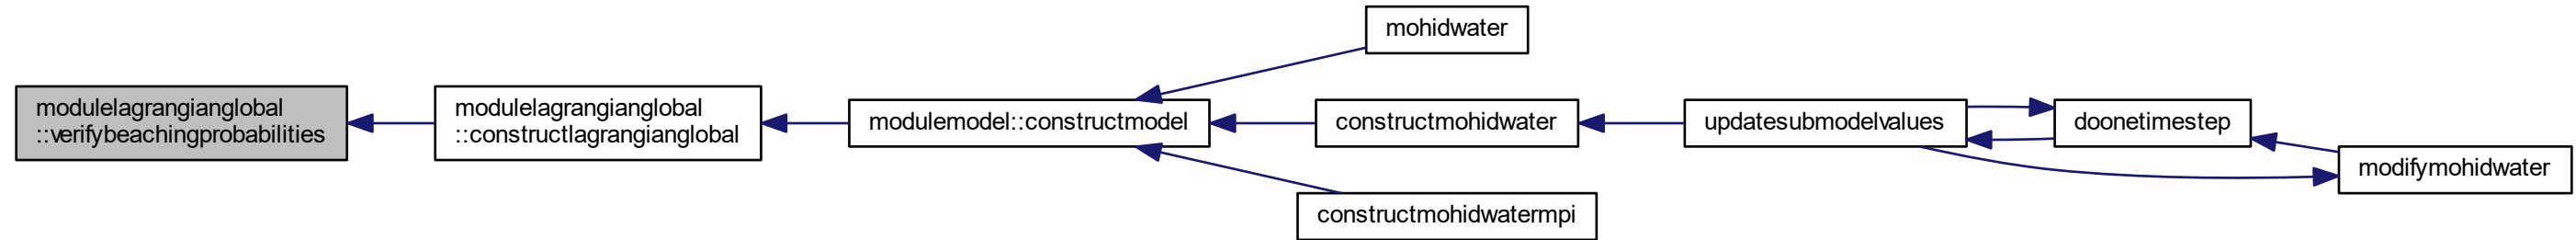 mohidwater
modulelagrangianglobal
::verifybeachingprobabilities
modulelagrangianglobal
::constructlagrangianglobal
modulemodel::constructmodel
constructmohidwater
updatesubmodelvalues
doonetimestep
modifymohidwater
constructmohidwatermpi